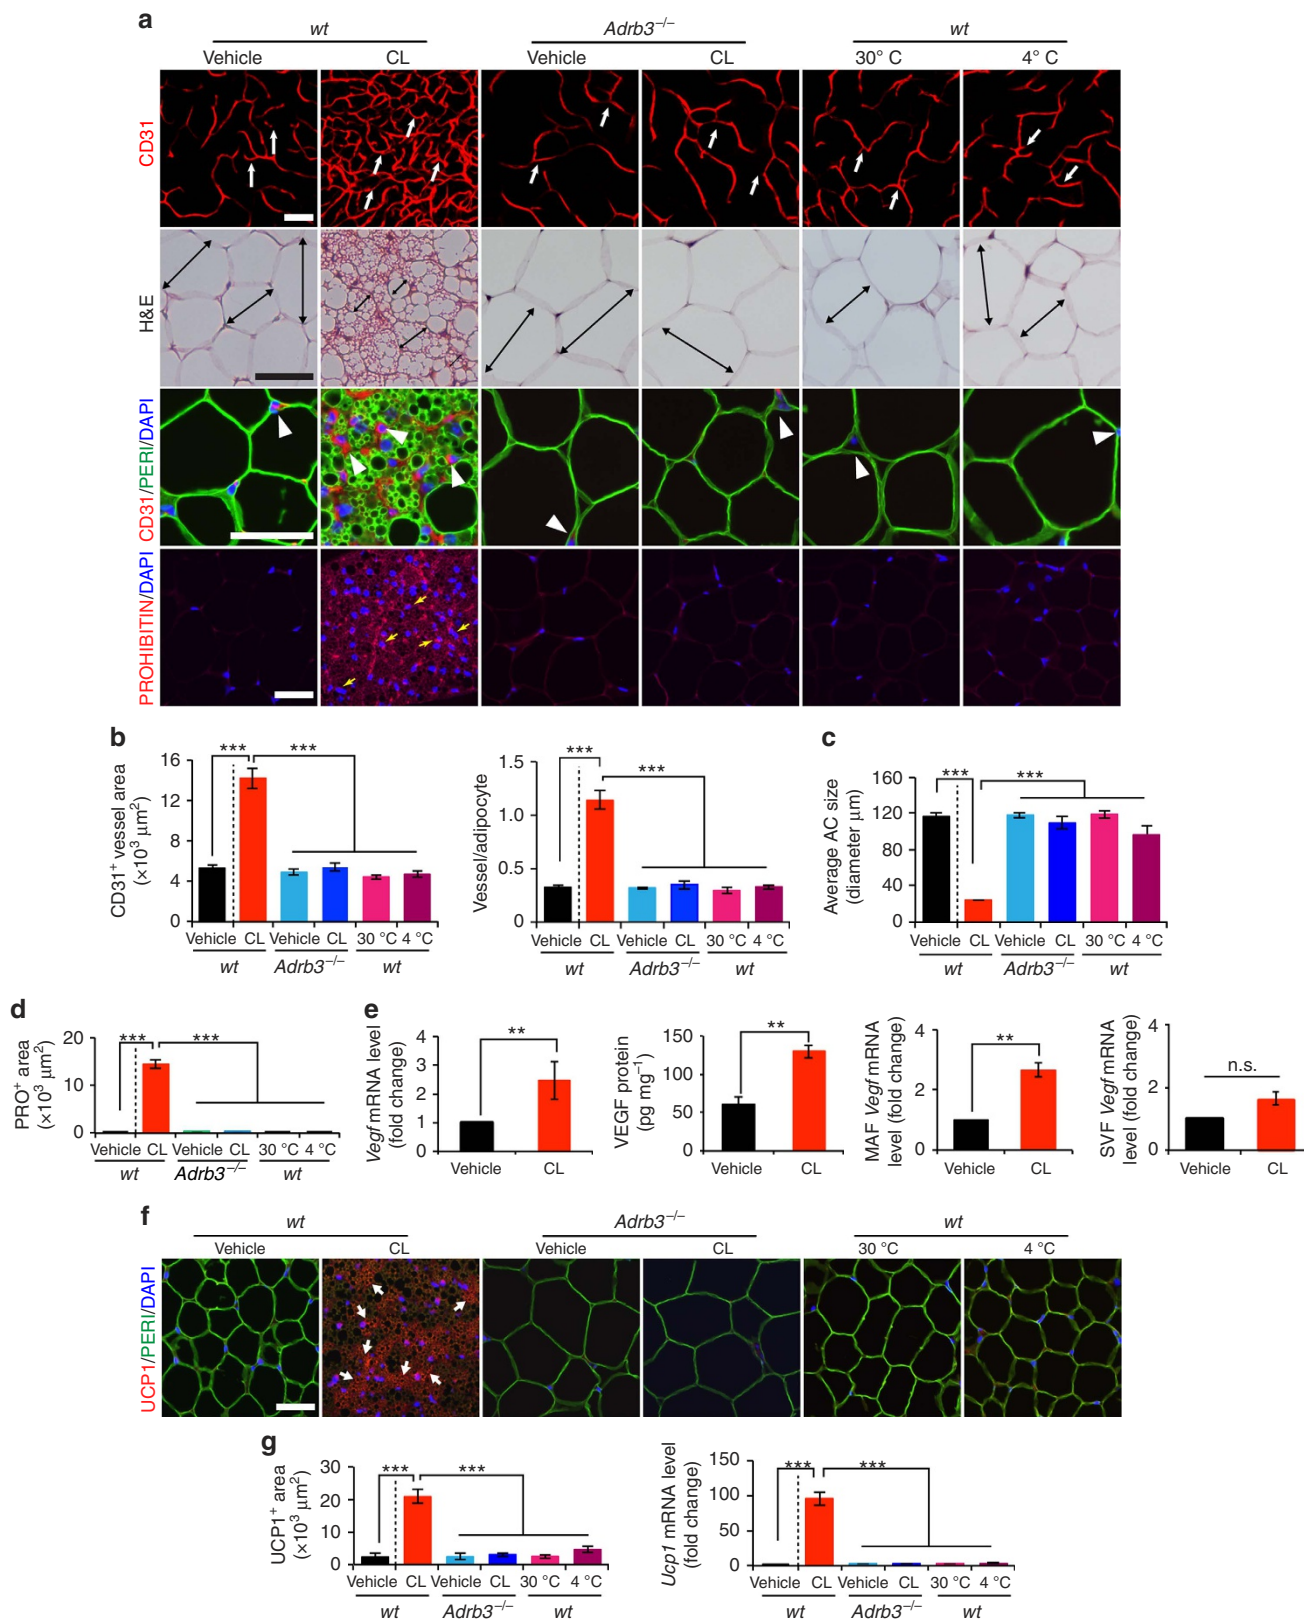 a
wt Adrb3−/− wt
Vehicle CL Vehicle CL 30° C 4° C
CD31
H&E
CD31/PERI/DAPI
PROHIBITIN/DAPI
b
CD31+ vessel area
(×10³ μm²)
16
12
8
4
0
*** ***
Vehicle CL Vehicle CL 30 °C 4 °C
wt Adrb3−/− wt
Vessel/adipocyte
1.5
1.0
0.5
0
*** ***
Vehicle CL Vehicle CL 30 °C 4 °C
wt Adrb3−/− wt
c
Average AC size
(diameter μm)
160
120
80
40
0
*** ***
Vehicle CL Vehicle CL 30 °C 4 °C
wt Adrb3−/− wt
d
PRO+ area
(×10³ μm²)
20
10
0
*** ***
Vehicle CL Vehicle CL 30 °C 4 °C
wt Adrb3−/− wt
e
Vegf mRNA level
(fold change)
4
3
2
1
0
**
Vehicle CL
VEGF protein
(pg mg−1)
150
100
50
0
**
Vehicle CL
MAF Vegf mRNA
level (fold change)
4
2
0
**
Vehicle CL
SVF Vegf mRNA
level (fold change)
4
2
0
n.s.
Vehicle CL
f
wt Adrb3−/− wt
Vehicle CL Vehicle CL 30 °C 4 °C
UCP1/PERI/DAPI
g
UCP1+ area
(×10³ μm²)
30
20
10
0
*** ***
Vehicle CL Vehicle CL 30 °C 4 °C
wt Adrb3−/− wt
Ucp1 mRNA level
(fold change)
150
100
50
0
*** ***
Vehicle CL Vehicle CL 30 °C 4 °C
wt Adrb3−/− wt